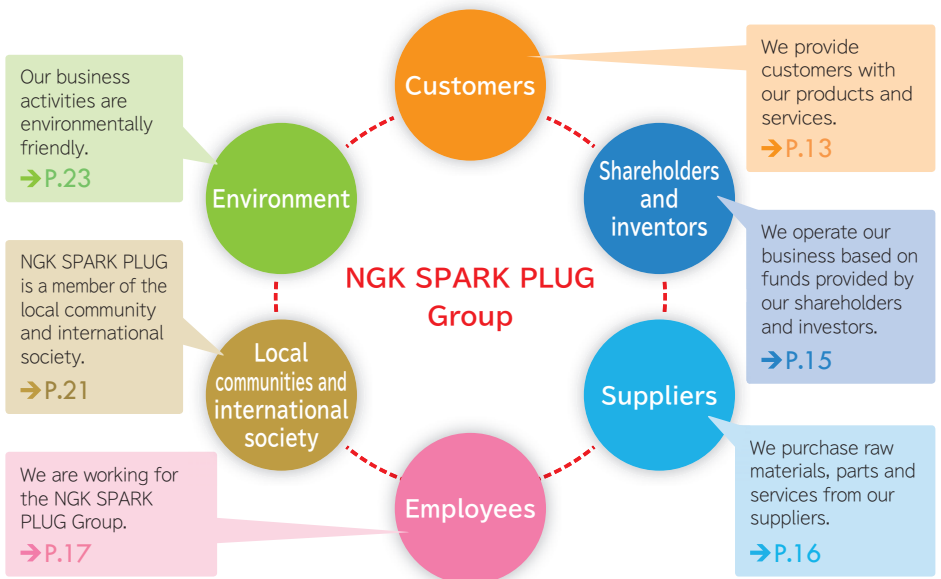 Customers
We provide
customers with
our products and
services.
➔P.13
Shareholders
and
inventors
We operate our
business based on
funds provided by
our shareholders
and investors.
➔P.15
Suppliers
We purchase raw
materials, parts and
services from our
suppliers.
➔P.16
Employees
We are working for
the NGK SPARK
PLUG Group.
➔P.17
Local
communities and
international
society
NGK SPARK PLUG
is a member of the
local community
and international
society.
➔P.21
Environment
Our business
activities are
environmentally
friendly.
➔P.23
NGK SPARK PLUG
Group